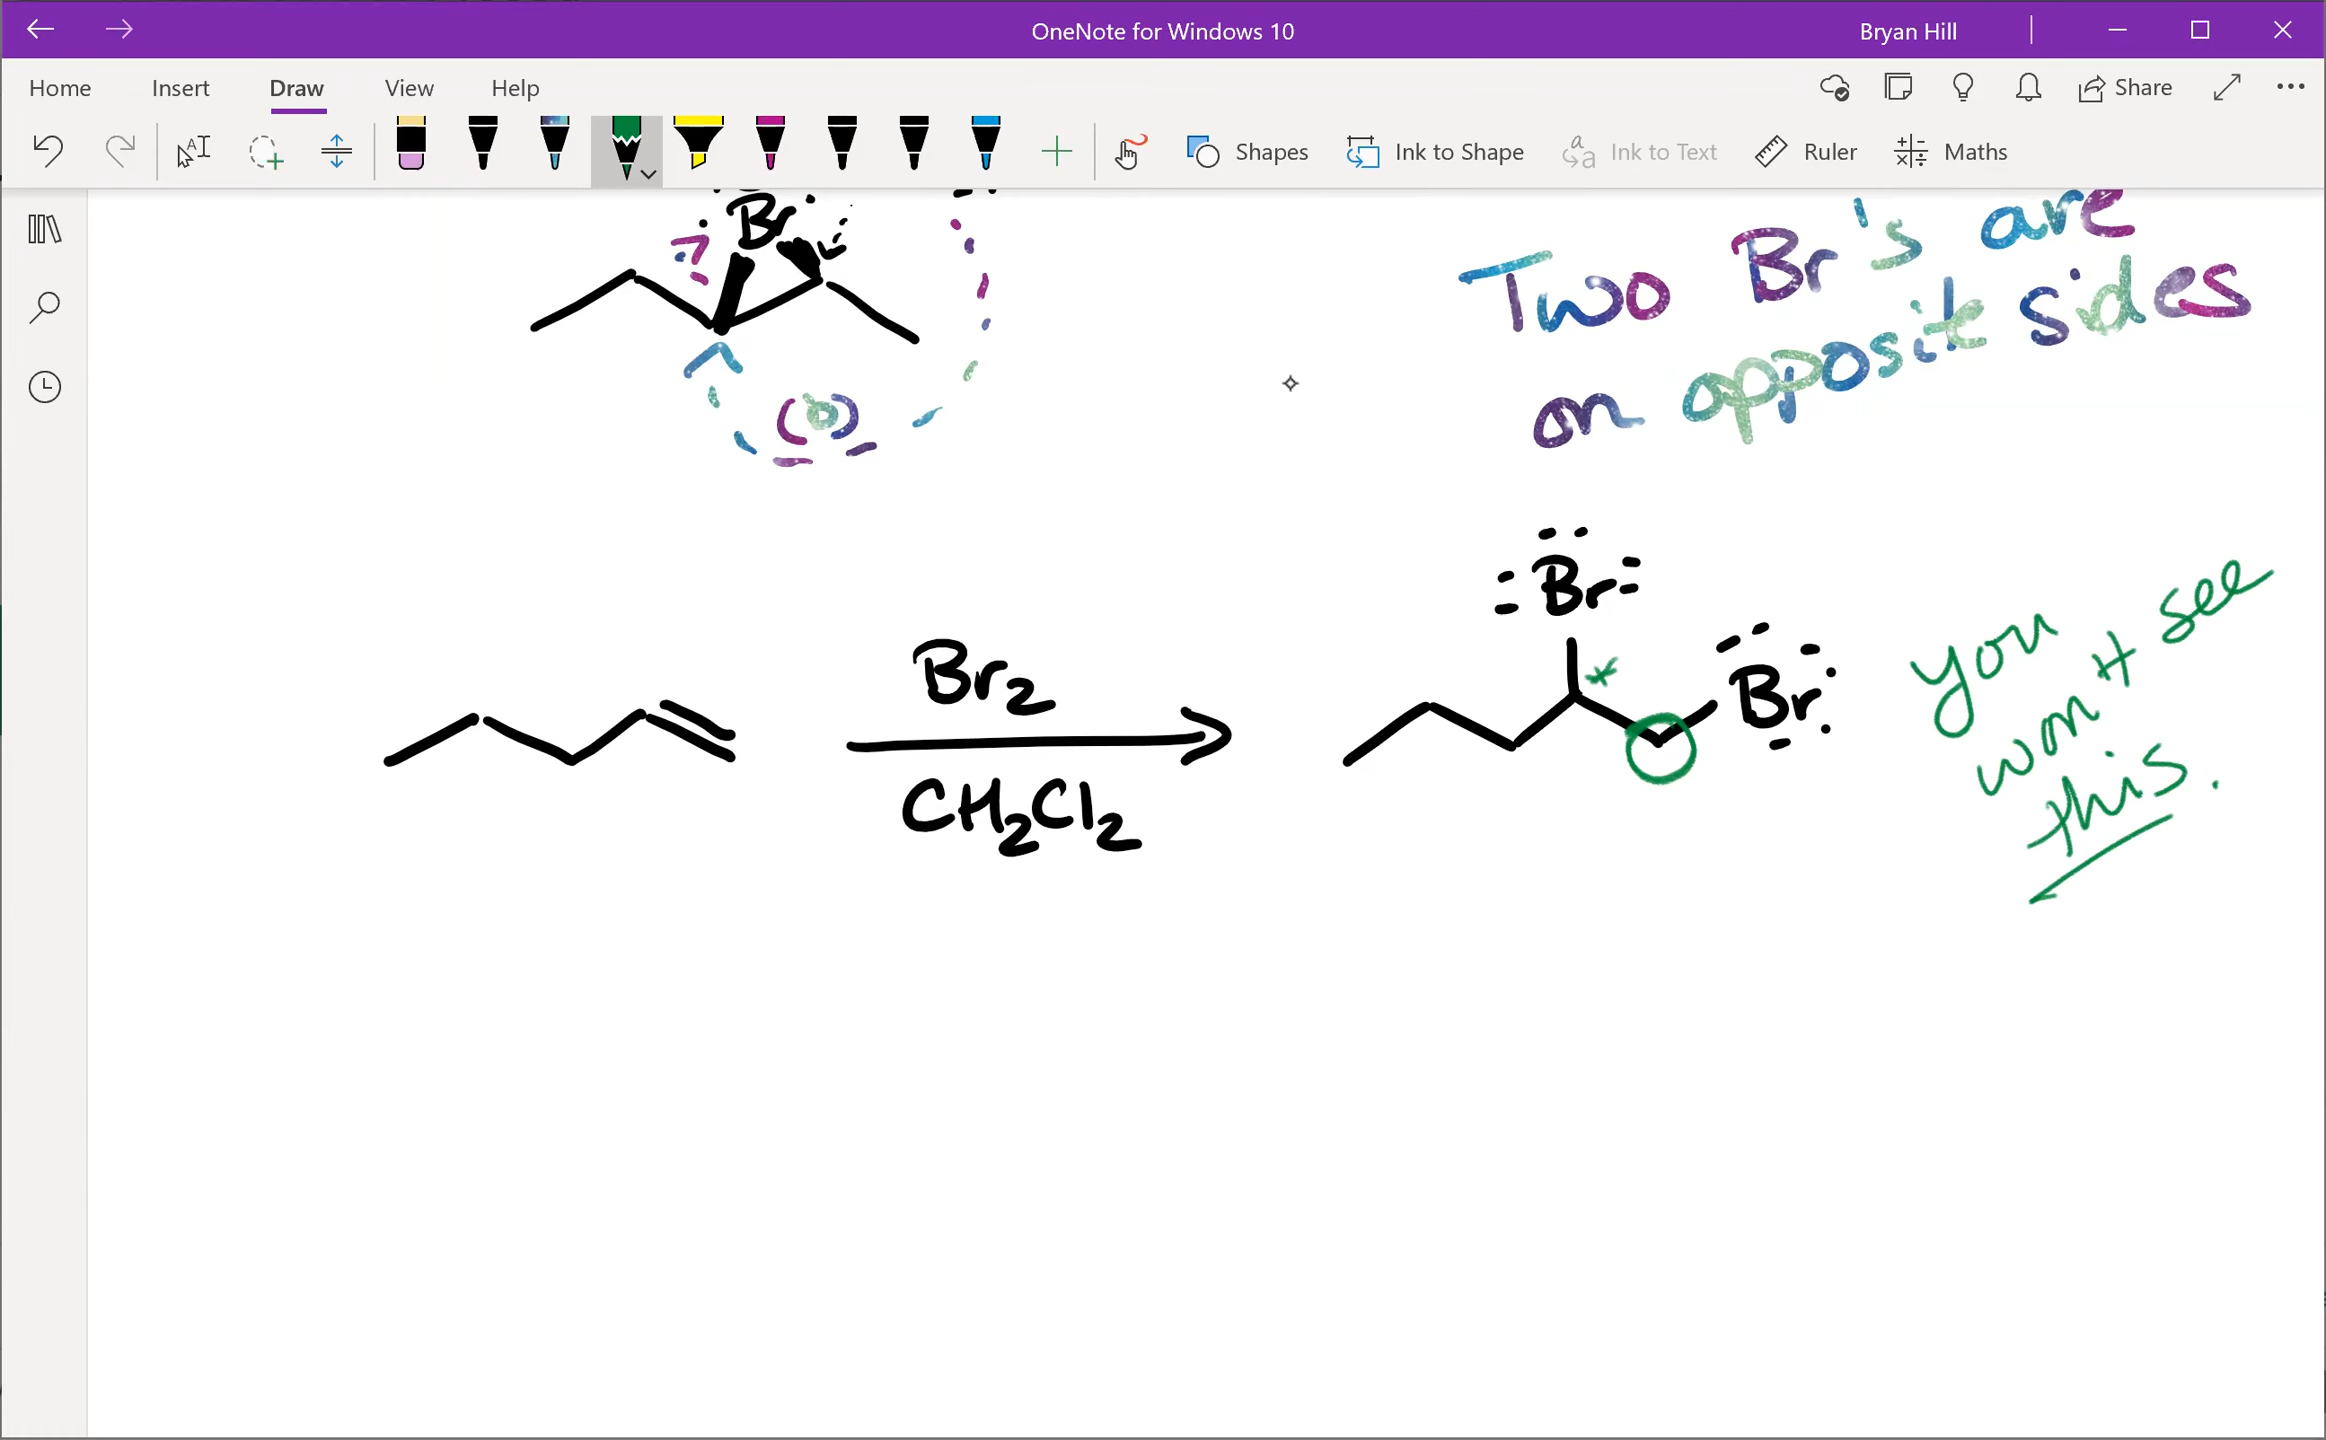 OneNote for Windows 10
Bryan Hill
Home Insert Draw View Help
Share
Shapes Ink to Shape Ink to Text Ruler Maths
Br
Two Br's are
on opposit sides
(b)
Br
Br
Br2
CH2Cl2
you
won't see
this.